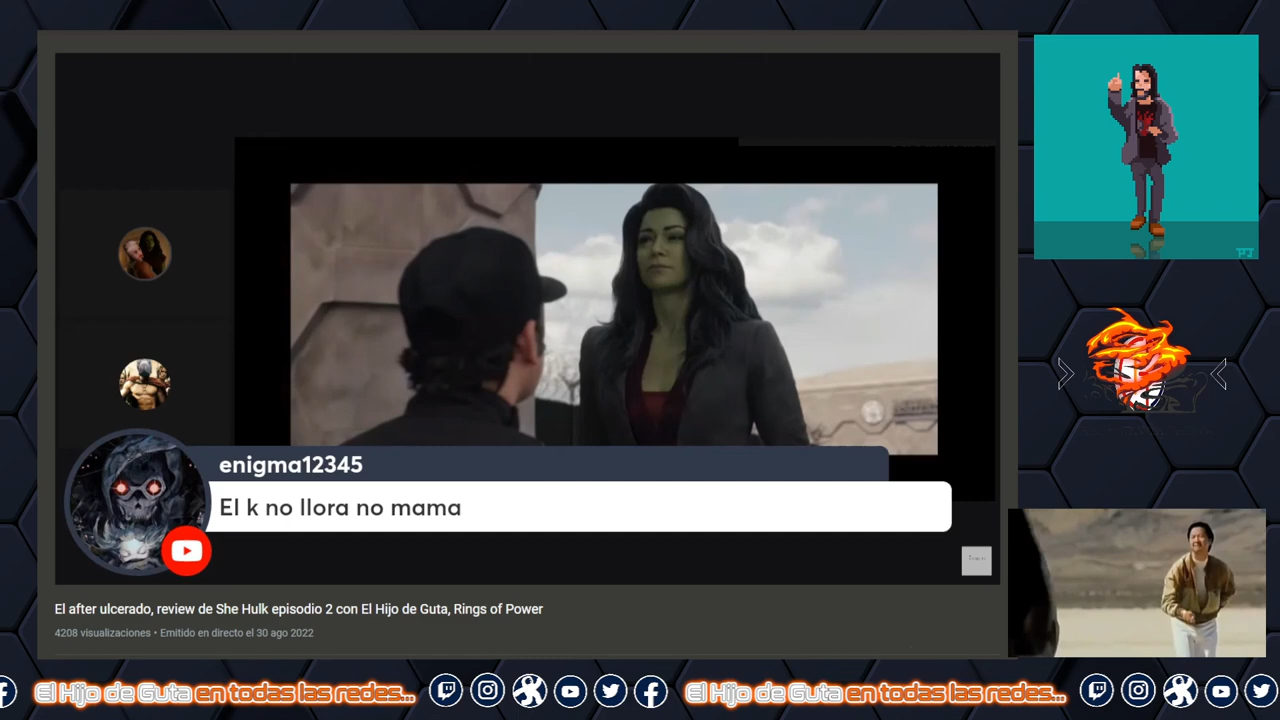 enigma12345
El k no llora no mama
El after ulcerado, review de She Hulk episodio 2 con El Hijo de Guta, Rings of Power
4208 visualizaciones • Emitido en directo el 30 ago 2022
PJ
El Hijo de Guta en todas las redes... El Hijo de Guta en todas las redes...